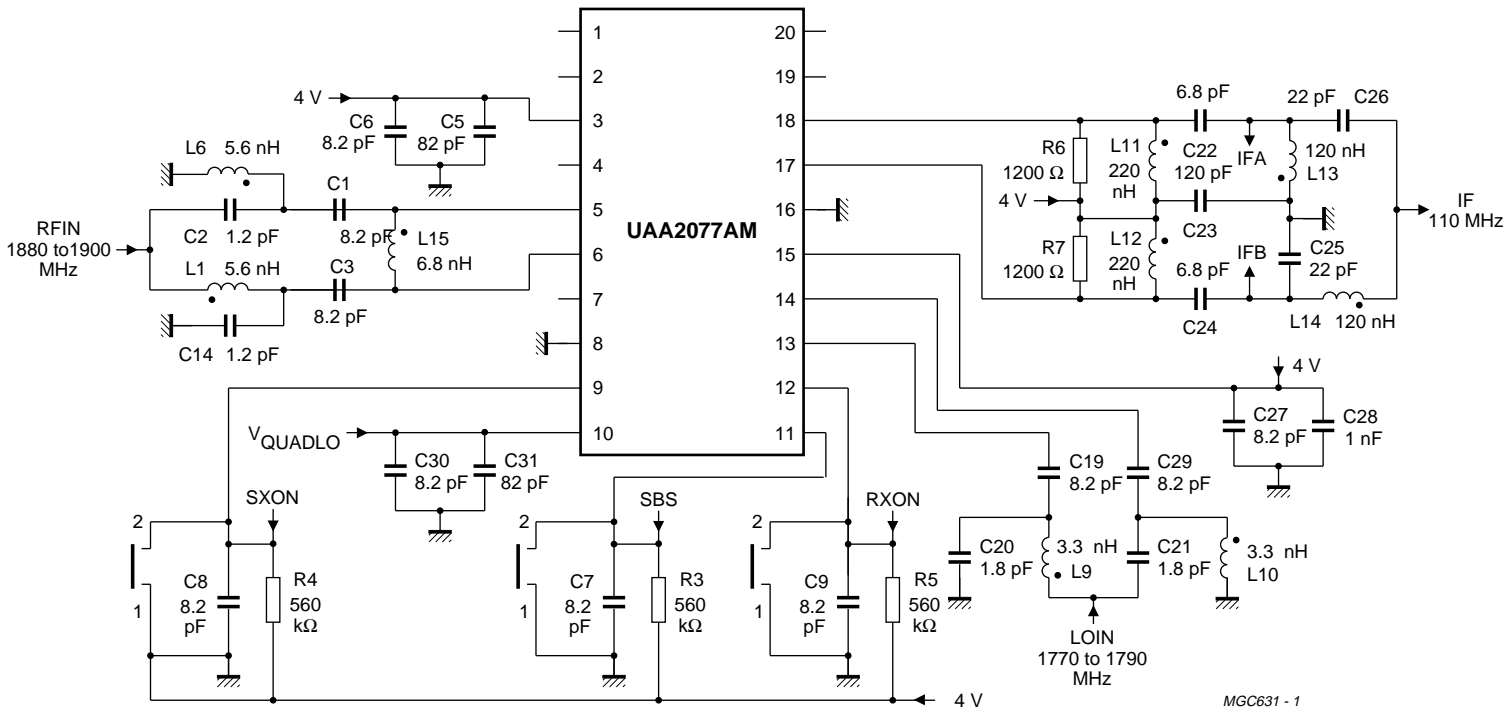 UAA2077AM
1
2
3
4
5
6
7
8
9
10
20
19
18
17
16
15
14
13
12
11
4 V
C6
8.2 pF
C5
82 pF
L6
5.6 nH
C1
8.2 pF
RFIN
1880 to1900
MHz
C2
1.2 pF
L15
6.8 nH
L1
5.6 nH
C3
8.2 pF
C14
1.2 pF
VQUADLO
C30
8.2 pF
C31
82 pF
SXON
2
1
C8
8.2
pF
R4
560
kΩ
SBS
2
1
C7
8.2
pF
R3
560
kΩ
RXON
2
1
C9
8.2
pF
R5
560
kΩ
4 V
R6
1200 Ω
4 V
R7
1200 Ω
L11
220
nH
L12
220
nH
6.8 pF
C22
120 pF
C23
6.8 pF
C24
IFA
IFB
22 pF
C26
120 nH
L13
C25
22 pF
L14
120 nH
IF
110 MHz
4 V
C27
8.2 pF
C28
1 nF
C19
8.2 pF
C29
8.2 pF
C20
1.8 pF
3.3 nH
L9
C21
1.8 pF
3.3 nH
L10
LOIN
1770 to 1790
MHz
MGC631 - 1